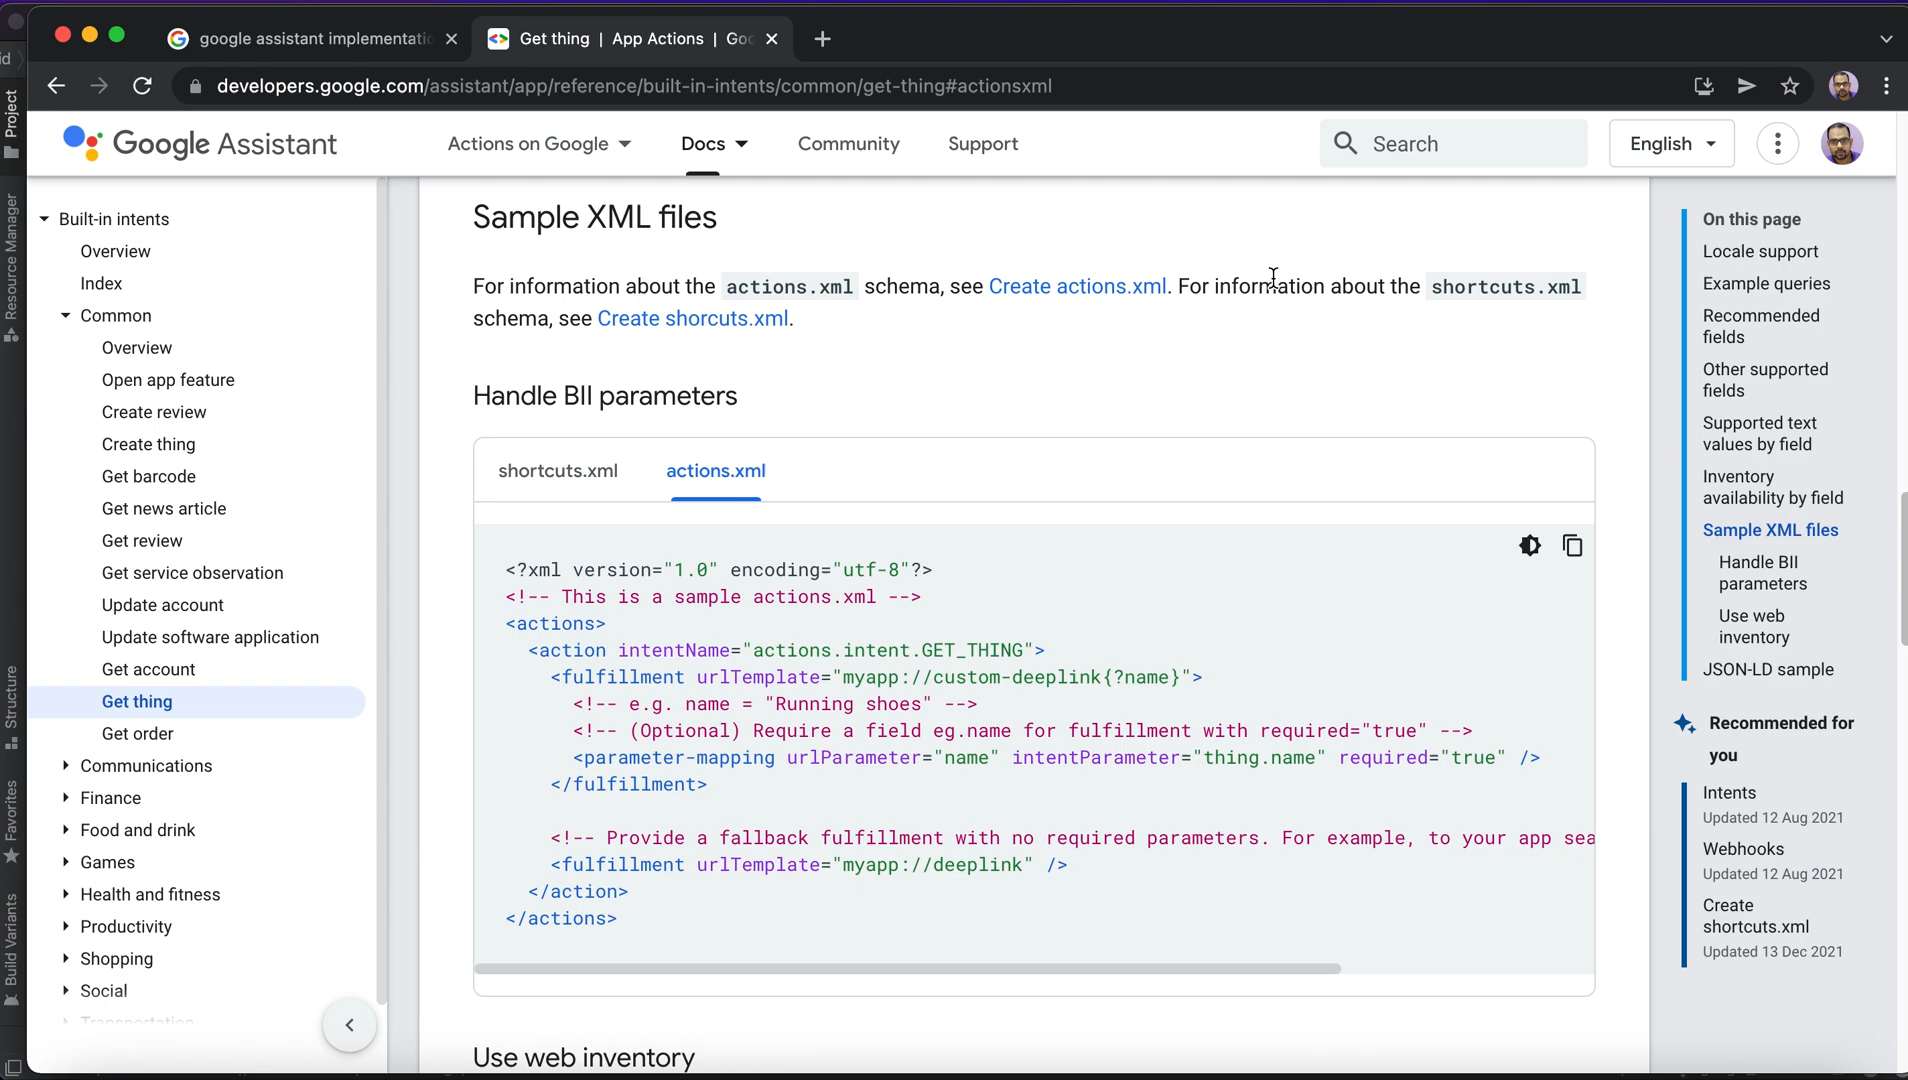 google assistant implementatio
Get thing | App Actions | Goo
developers.google.com/assistant/app/reference/built-in-intents/common/get-thing#actionsxml
Google Assistant
Actions on Google
Docs
Community
Support
Search
English
id
Project
Resource Manager
Structure
Favorites
Build Variants
Built-in intents
Overview
Index
Common
Overview
Open app feature
Create review
Create thing
Get barcode
Get news article
Get review
Get service observation
Update account
Update software application
Get account
Get thing
Get order
Communications
Finance
Food and drink
Games
Health and fitness
Productivity
Shopping
Social
Transportation
Sample XML files
For information about the actions.xml schema, see Create actions.xml. For information about the shortcuts.xml
schema, see Create shorcuts.xml.
Handle BII parameters
shortcuts.xml
actions.xml
<?xml version="1.0" encoding="utf-8"?>
<!-- This is a sample actions.xml -->
<actions>
<action intentName="actions.intent.GET_THING">
<fulfillment urlTemplate="myapp://custom-deeplink{?name}">
<!-- e.g. name = "Running shoes" -->
<!-- (Optional) Require a field eg.name for fulfillment with required="true" -->
<parameter-mapping urlParameter="name" intentParameter="thing.name" required="true" />
</fulfillment>
<!-- Provide a fallback fulfillment with no required parameters. For example, to your app sea
<fulfillment urlTemplate="myapp://deeplink" />
</action>
</actions>
Use web inventory
On this page
Locale support
Example queries
Recommended
fields
Other supported
fields
Supported text
values by field
Inventory
availability by field
Sample XML files
Handle BII
parameters
Use web
inventory
JSON-LD sample
Recommended for
you
Intents
Updated 12 Aug 2021
Webhooks
Updated 12 Aug 2021
Create
shortcuts.xml
Updated 13 Dec 2021